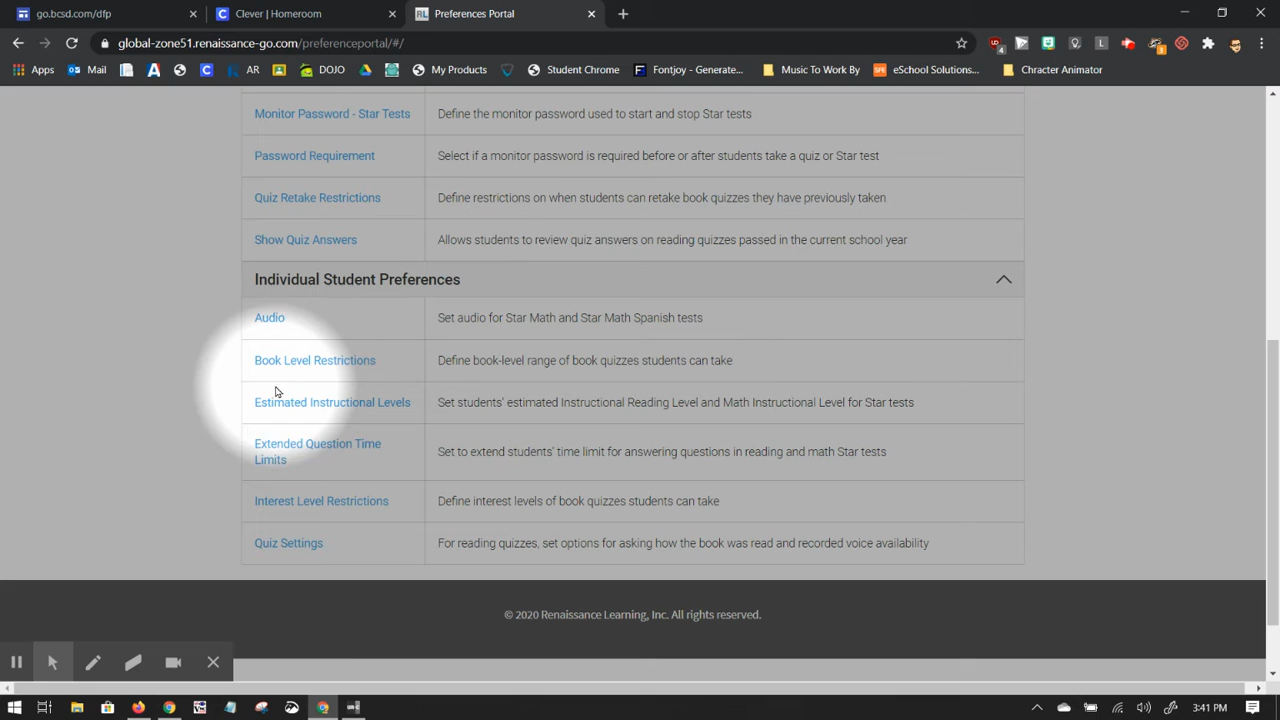 go.bcsd.com/dfp
Clever | Homeroom
Preferences Portal
global-zone51.renaissance-go.com/preferenceportal/#/
Apps
Mail
AR
DOJO
My Products
Student Chrome
Fontjoy - Generate...
Music To Work By
eSchool Solutions...
Chracter Animator
Monitor Password - Star Tests
Define the monitor password used to start and stop Star tests
Password Requirement
Select if a monitor password is required before or after students take a quiz or Star test
Quiz Retake Restrictions
Define restrictions on when students can retake book quizzes they have previously taken
Show Quiz Answers
Allows students to review quiz answers on reading quizzes passed in the current school year
Individual Student Preferences
Audio
Set audio for Star Math and Star Math Spanish tests
Book Level Restrictions
Define book-level range of book quizzes students can take
Estimated Instructional Levels
Set students' estimated Instructional Reading Level and Math Instructional Level for Star tests
Extended Question Time
Limits
Set to extend students' time limit for answering questions in reading and math Star tests
Interest Level Restrictions
Define interest levels of book quizzes students can take
Quiz Settings
For reading quizzes, set options for asking how the book was read and recorded voice availability
© 2020 Renaissance Learning, Inc. All rights reserved.
3:41 PM